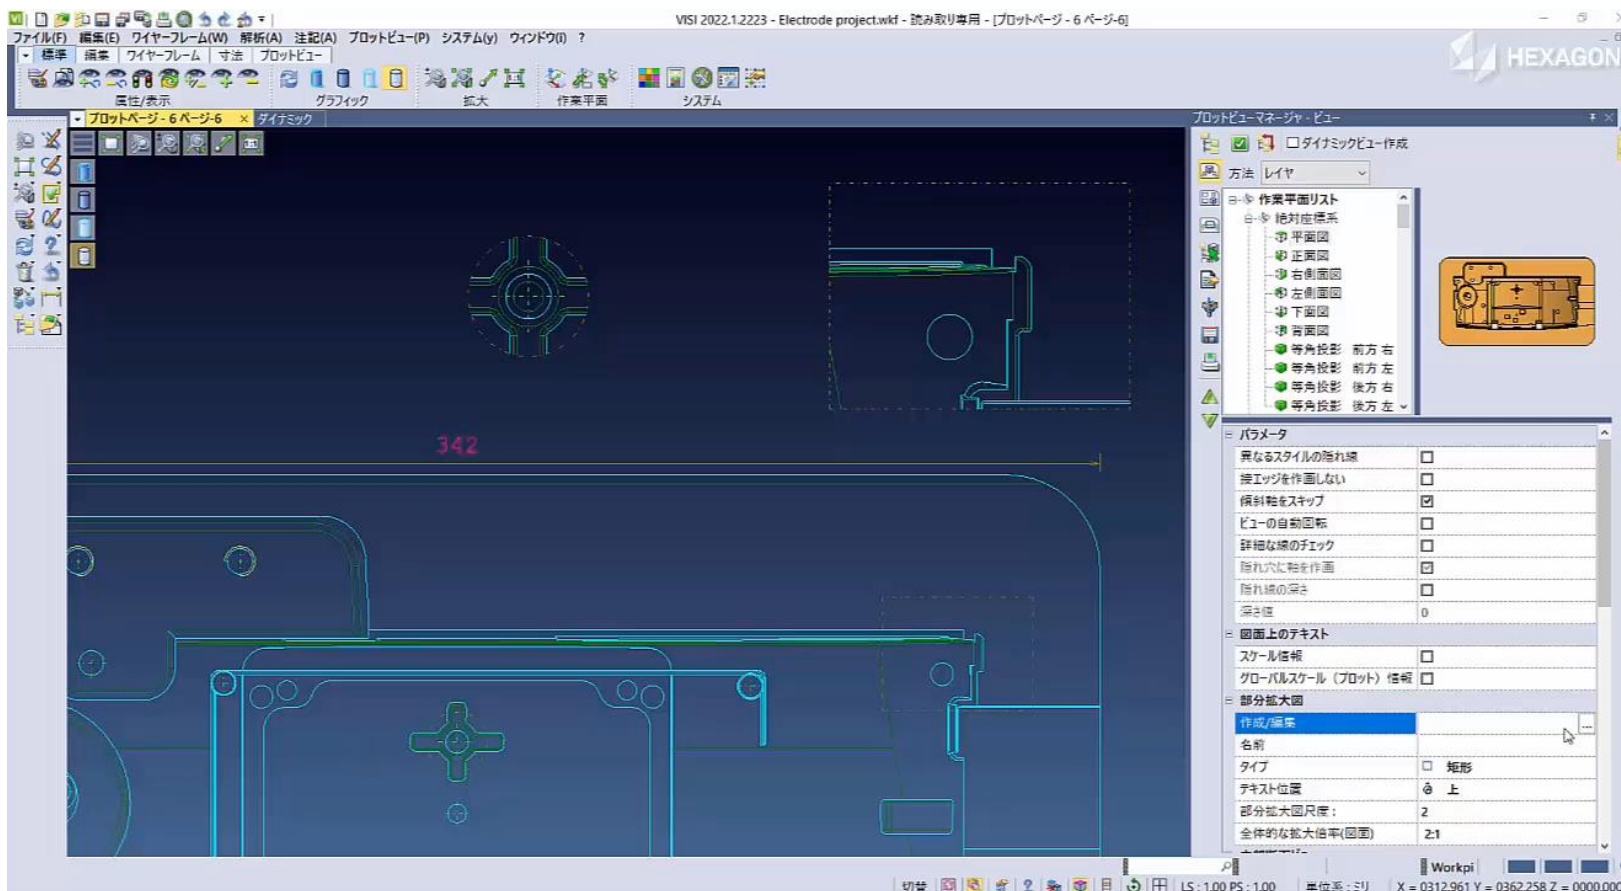 VISI 2022.1.2223 - Electrode project.wkf - 読み取り専用 - [プロットページ - 6 ページ-6]
ファイル(F) 編集(E) ワイヤーフレーム(W) 解析(A) 注記(A) プロットビュー(P) システム(y) ウィンドウ(I) ?
標準 編集 ワイヤーフレーム 寸法 プロットビュー
HEXAGON
属性/表示 グラフィック 拡大 作業平面 システム
プロットページ - 6 ページ-6 × ダイナミック
プロットビューマネージャ - ビュー
ダイナミックビュー作成
方法 レイヤ
作業平面リスト
絶対座標系
平面図
正面図
右側面図
左側面図
下面図
背面図
等角投影 前方 右
等角投影 前方 左
等角投影 後方 右
等角投影 後方 左
342
パラメータ
異なるスタイルの隠れ線
接エッジを作画しない
傾斜軸をスキップ
ビューの自動回転
詳細な線のチェック
隠れ穴に軸を作画
隠れ線の深さ
深さ値 0
図面上のテキスト
スケール情報
グローバルスケール（プロット）情報
部分拡大図
作成/編集 ...
名前
タイプ 矩形
テキスト位置 上
部分拡大図尺度： 2
全体的な拡大倍率(図面) 2:1
Workpl
切替 LS : 1.00 PS : 1.00 単位系 : ミリ X = 0312.961 Y = 0362.258 Z = 0000.00